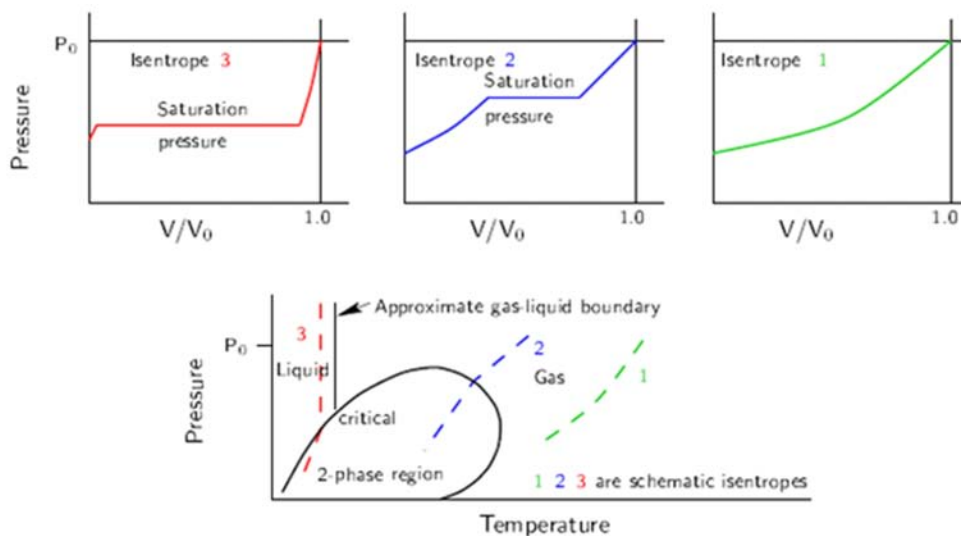 P₀
Isentrope 3
Saturation
pressure
Pressure
V/V₀
1.0
Isentrope 2
Saturation
pressure
V/V₀
1.0
Isentrope 1
V/V₀
1.0
Approximate gas-liquid boundary
P₀
3
2
Liquid
Gas
1
Pressure
critical
2-phase region
1 2 3 are schematic isentropes
Temperature